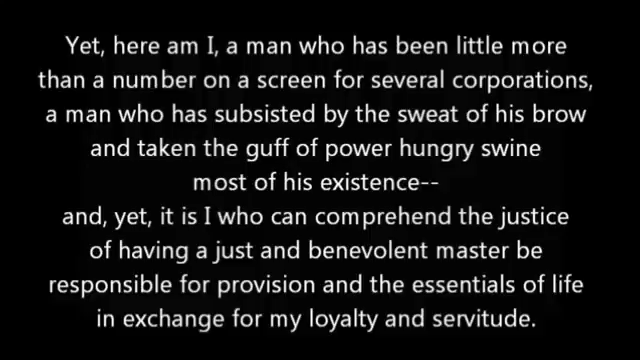 Yet, here am I, a man who has been little more
than a number on a screen for several corporations,
a man who has subsisted by the sweat of his brow
and taken the guff of power hungry swine
most of his existence--
and, yet, it is I who can comprehend the justice
of having a just and benevolent master be
responsible for provision and the essentials of life
in exchange for my loyalty and servitude.